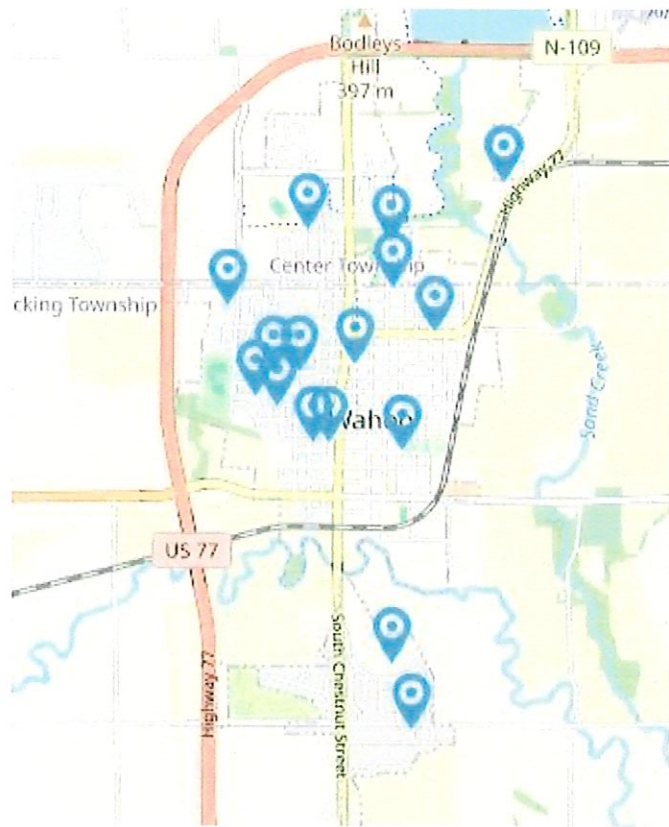 Bodleys
Hill
397 m
N-109
Highway 77
Center Township
cking Township
Sand Creek
Wahoo
US 77
South Chestnut Street
Highway 77